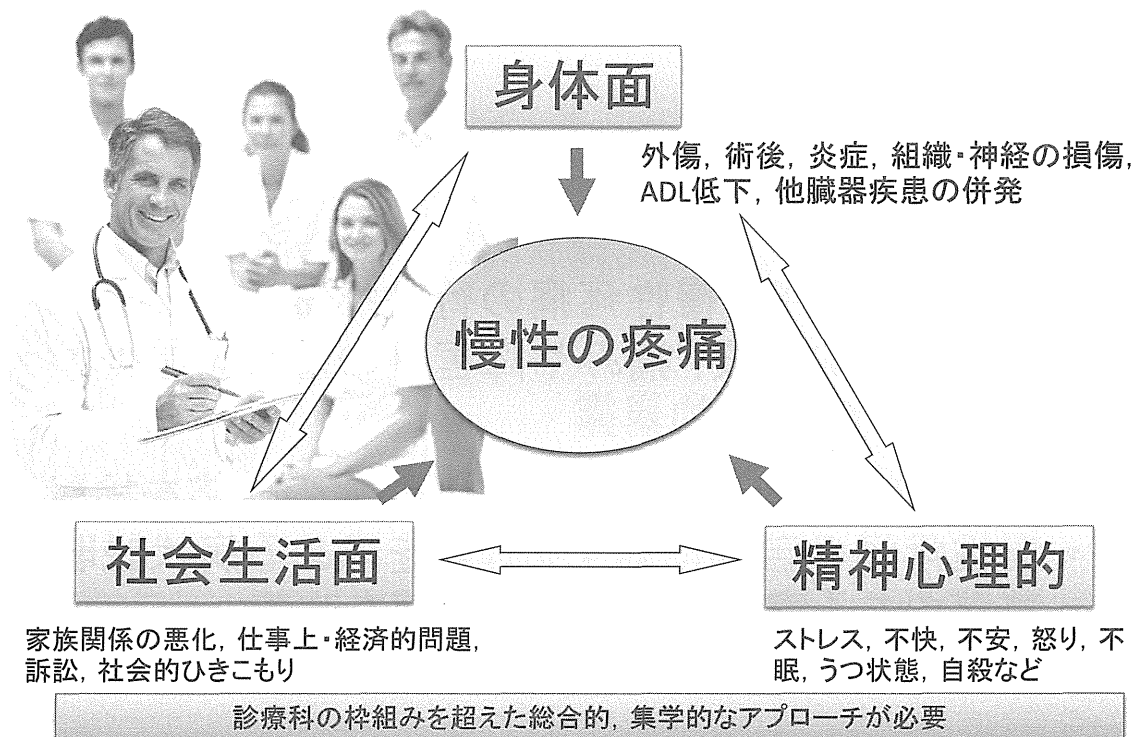 身体面
外傷, 術後, 炎症, 組織・神経の損傷,
ADL低下, 他臓器疾患の併発
慢性の疼痛
社会生活面
家族関係の悪化, 仕事上・経済的問題,
訴訟, 社会的ひきこもり
精神心理的
ストレス, 不快, 不安, 怒り, 不
眠, うつ状態, 自殺など
診療科の枠組みを超えた総合的, 集学的なアプローチが必要